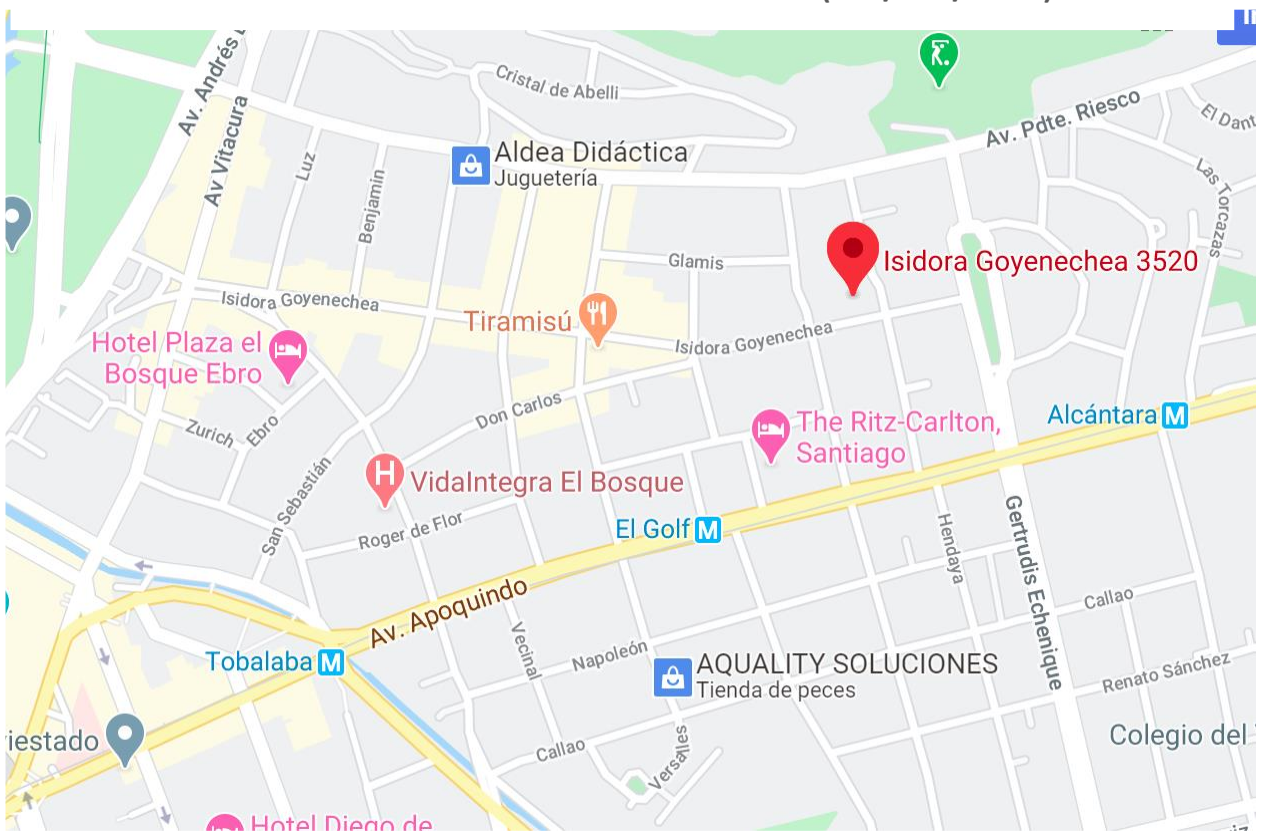 Cristal de Abelli
Av. Andrés
Av. Pdte. Riesco
El Dant
Av Vitacura
Luz
Benjamin
Aldea Didáctica
Juguetería
Las Torcazas
Glamis
Isidora Goyenechea 3520
Isidora Goyenechea
Tiramisú
Isidora Goyenechea
Hotel Plaza el
Bosque Ebro
Don Carlos
Zurich
Ebro
The Ritz-Carlton,
Santiago
Alcántara M
San Sebastián
H
VidaIntegra El Bosque
Roger de Flor
El Golf M
Hendaya
Gertrudis Echenique
Av. Apoquindo
Callao
Vecinal
Napoleón
Tobalaba M
AQUALITY SOLUCIONES
Tienda de peces
Renato Sánchez
iestado
Callao
Versalles
Colegio del
Hotel Diego de
iz